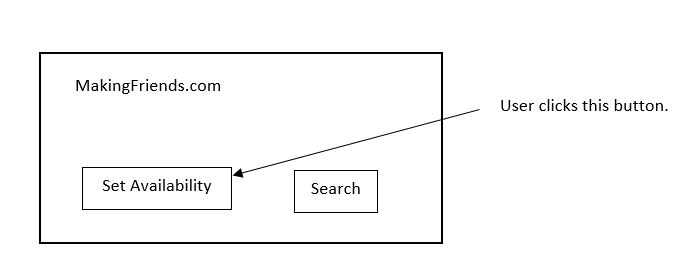 MakingFriends.com
User clicks this button.
Set Availability
Search